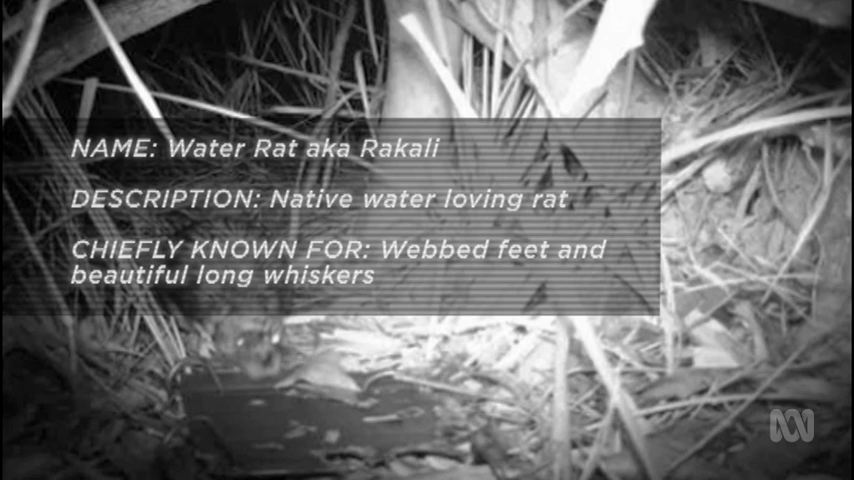 NAME: Water Rat aka Rakali
DESCRIPTION: Native water loving rat
CHIEFLY KNOWN FOR: Webbed feet and
beautiful long whiskers